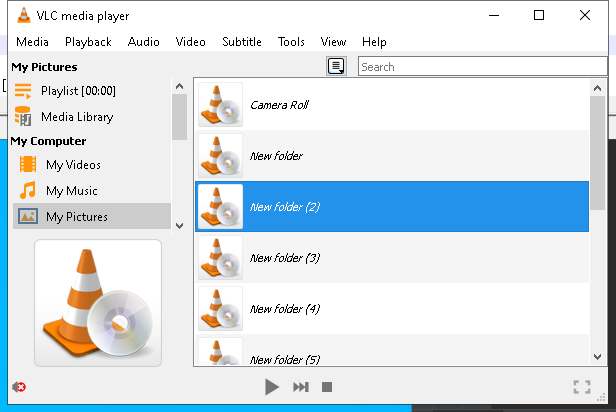 VLC media player
Media Playback Audio Video Subtitle Tools View Help
My Pictures
Search
Playlist [00:00]
Media Library
My Computer
My Videos
My Music
My Pictures
Camera Roll
New folder
New folder (2)
New folder (3)
New folder (4)
New folder (5)